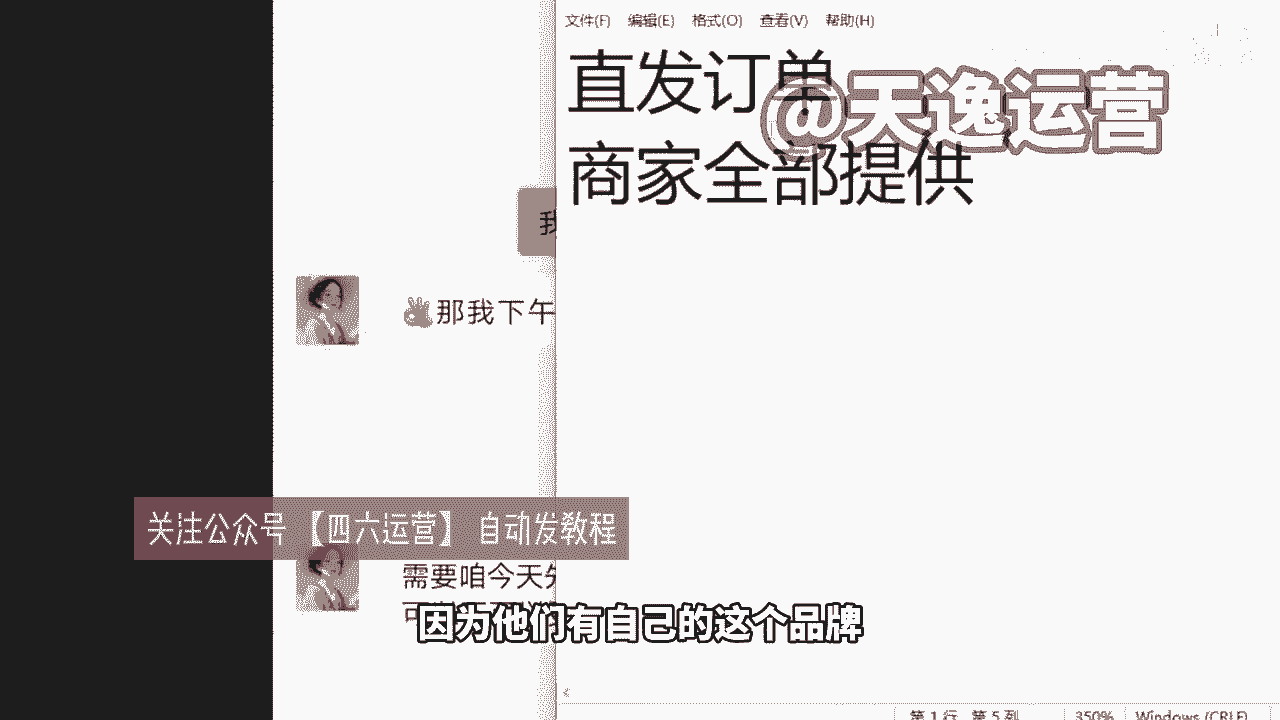 文件(F) 编辑(E) 格式(O) 查看(V) 帮助(H)
直发订单
@天逸运营
商家全部提供
我
👌那我下午
关注公众号 【四六运营】 自动发教程
需要咱今天
因为他们有自己的这个品牌
第 1 行，第 5 列 350% Windows (CRLF)